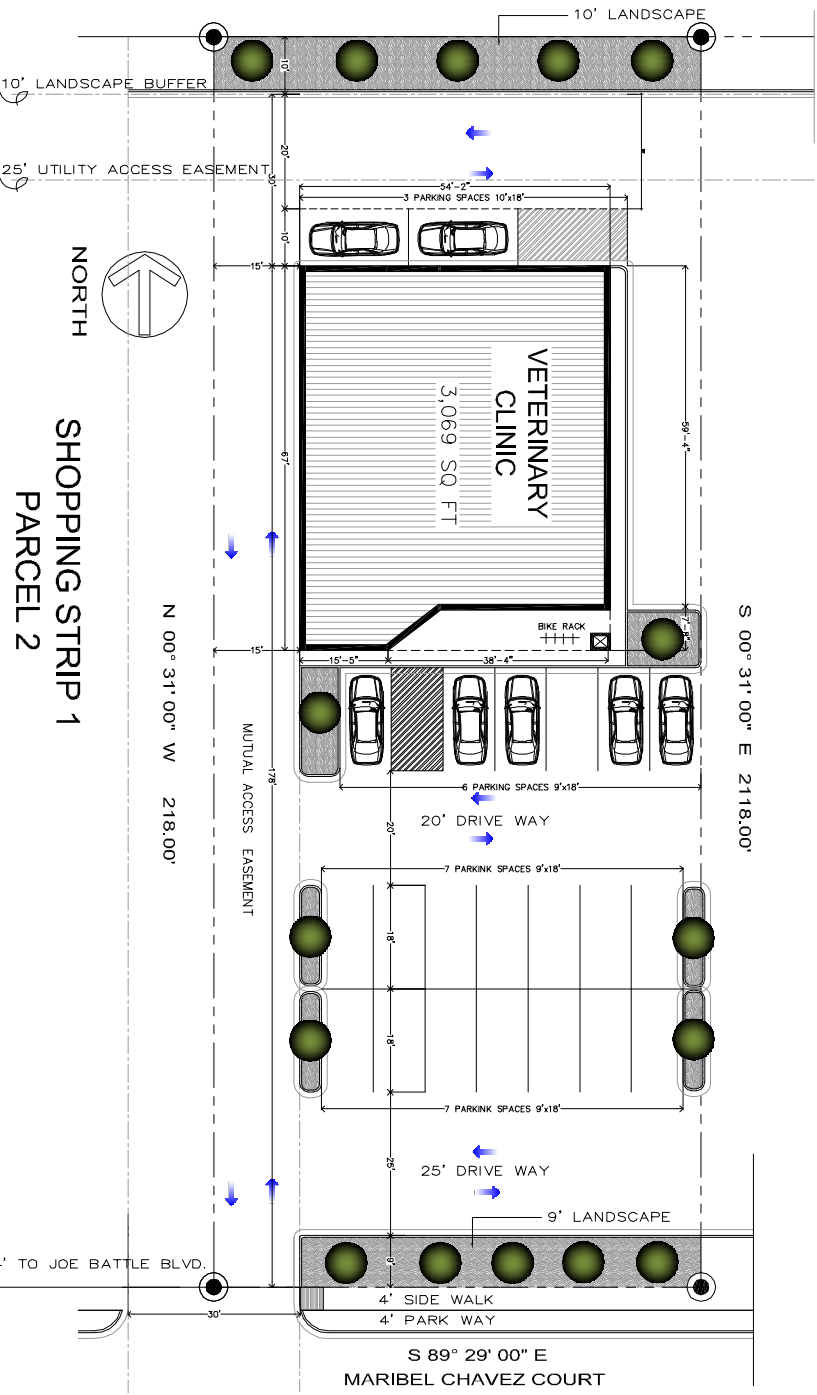 10' LANDSCAPE
10' LANDSCAPE BUFFER
10'
25' UTILITY ACCESS EASEMENT
20'
30'
54'-2"
3 PARKING SPACES 10'x18'
10'
15'
NORTH
VETERINARY
CLINIC
3,069 SQ FT
59'-4"
67'
SHOPPING STRIP 1
PARCEL 2
N 00° 31' 00" W 218.00'
S 00° 31' 00" E 2118.00'
BIKE RACK
7'-8"
15'
15'-5"
38'-4"
MUTUAL ACCESS EASEMENT
178'
6 PARKING SPACES 9'x18'
20' DRIVE WAY
20'
7 PARKINK SPACES 9'x18'
18'
18'
7 PARKINK SPACES 9'x18'
25' DRIVE WAY
25'
9' LANDSCAPE
9'
' TO JOE BATTLE BLVD.
4' SIDE WALK
4' PARK WAY
30'
S 89° 29' 00" E
MARIBEL CHAVEZ COURT